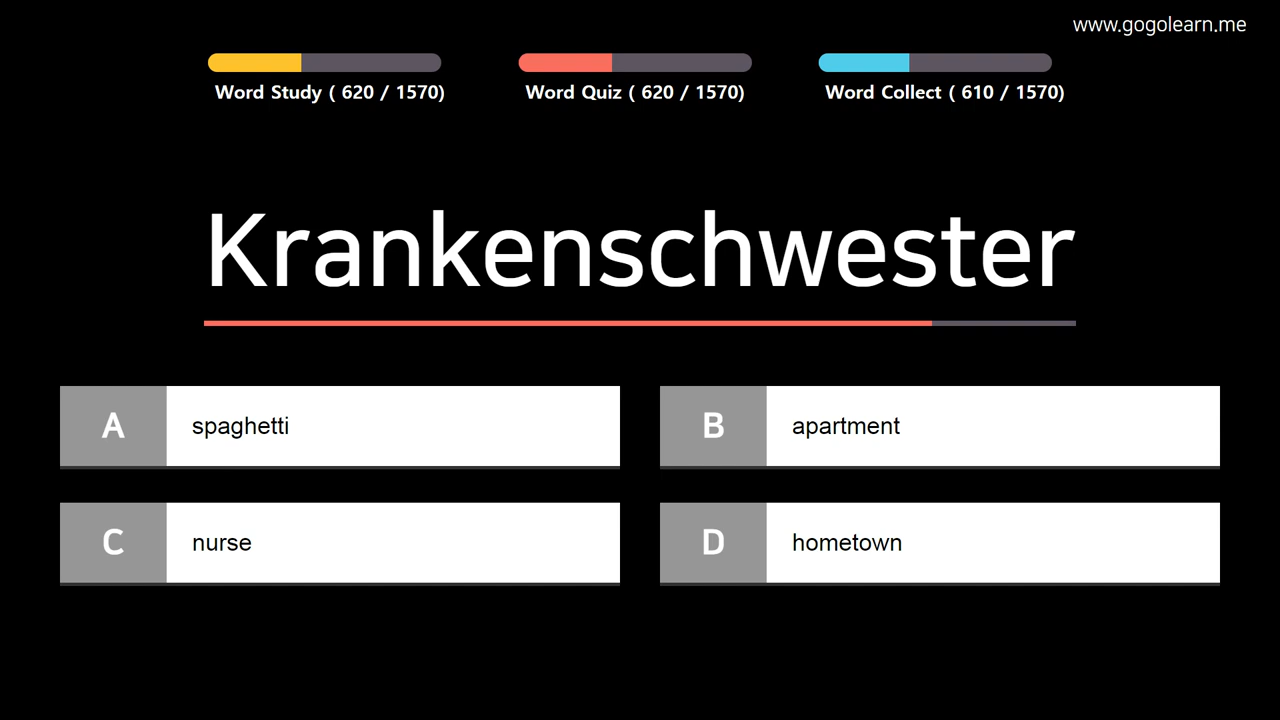 www.gogolearn.me
Word Study ( 620 / 1570)
Word Quiz ( 620 / 1570)
Word Collect ( 610 / 1570)
Krankenschwester
A spaghetti
B apartment
C nurse
D hometown